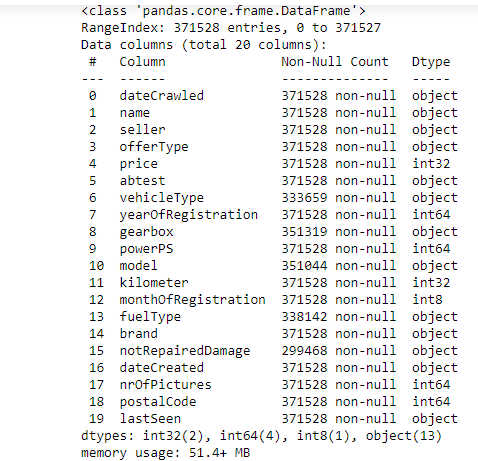 <class 'pandas.core.frame.DataFrame'>
RangeIndex: 371528 entries, 0 to 371527
Data columns (total 20 columns):
 #   Column               Non-Null Count   Dtype
---  ------               --------------   -----
 0   dateCrawled          371528 non-null  object
 1   name                 371528 non-null  object
 2   seller               371528 non-null  object
 3   offerType            371528 non-null  object
 4   price                371528 non-null  int32
 5   abtest               371528 non-null  object
 6   vehicleType          333659 non-null  object
 7   yearOfRegistration   371528 non-null  int64
 8   gearbox              351319 non-null  object
 9   powerPS              371528 non-null  int64
 10  model                351044 non-null  object
 11  kilometer            371528 non-null  int32
 12  monthOfRegistration  371528 non-null  int8
 13  fuelType             338142 non-null  object
 14  brand                371528 non-null  object
 15  notRepairedDamage    299468 non-null  object
 16  dateCreated          371528 non-null  object
 17  nrOfPictures         371528 non-null  int64
 18  postalCode           371528 non-null  int64
 19  lastSeen             371528 non-null  object
dtypes: int32(2), int64(4), int8(1), object(13)
memory usage: 51.4+ MB